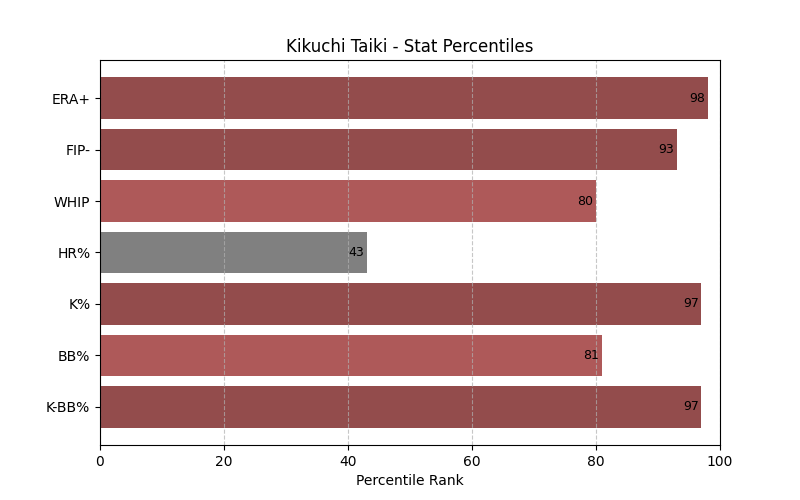 Kikuchi Taiki - Stat Percentiles
ERA+ 98
FIP- 93
WHIP 80
HR% 43
K% 97
BB% 81
K-BB% 97
0 20 40 60 80 100
Percentile Rank